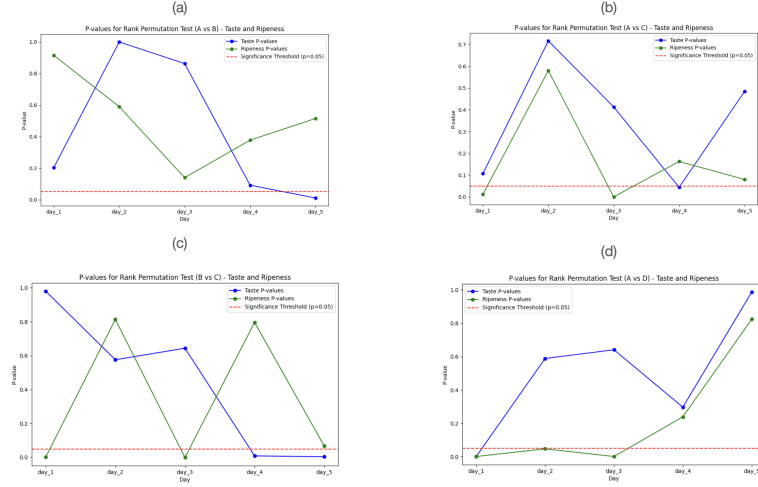 (a)
P-values for Rank Permutation Test (A vs B) - Taste and Ripeness
Taste P-values
Ripeness P-values
Significance Threshold (p=0.05)
P-value
1.0
0.8
0.6
0.4
0.2
0.0
day_1 day_2 day_3 day_4 day_5
Day
(b)
P-values for Rank Permutation Test (A vs C) - Taste and Ripeness
Taste P-values
Ripeness P-values
Significance Threshold (p=0.05)
P-value
0.7
0.6
0.5
0.4
0.3
0.2
0.1
0.0
day_1 day_2 day_3 day_4 day_5
Day
(c)
P-values for Rank Permutation Test (B vs C) - Taste and Ripeness
Taste P-values
Ripeness P-values
Significance Threshold (p=0.05)
P-value
1.0
0.8
0.6
0.4
0.2
0.0
day_1 day_2 day_3 day_4 day_5
Day
(d)
P-values for Rank Permutation Test (A vs D) - Taste and Ripeness
Taste P-values
Ripeness P-values
Significance Threshold (p=0.05)
P-value
1.0
0.8
0.6
0.4
0.2
0.0
day_1 day_2 day_3 day_4 day_5
Day